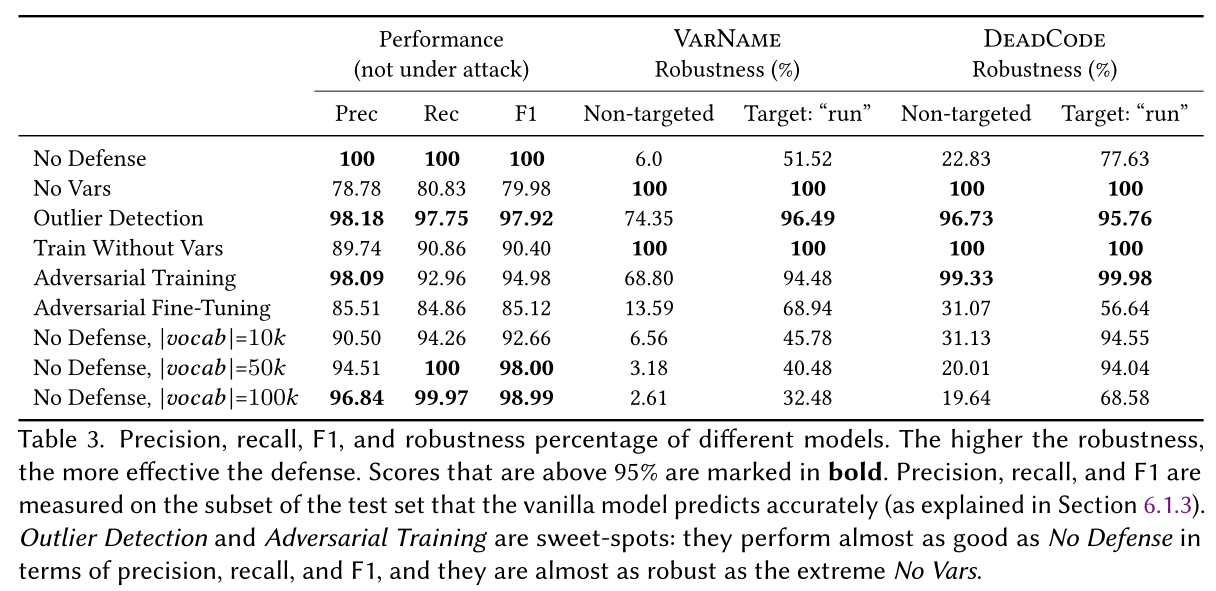 Performance VARNAME DEADCODE
(not under attack) Robustness (%) Robustness (%)
Prec Rec F1 Non-targeted Target: “run” Non-targeted Target: “run”
No Defense 100 100 100 6.0 51.52 22.83 77.63
No Vars 78.78 80.83 79.98 100 100 100 100
Outlier Detection 98.18 97.75 97.92 74.35 96.49 96.73 95.76
Train Without Vars 89.74 90.86 90.40 100 100 100 100
Adversarial Training 98.09 92.96 94.98 68.80 94.48 99.33 99.98
Adversarial Fine-Tuning 85.51 84.86 85.12 13.59 68.94 31.07 56.64
No Defense, |vocab|=10k 90.50 94.26 92.66 6.56 45.78 31.13 94.55
No Defense, |vocab|=50k 94.51 100 98.00 3.18 40.48 20.01 94.04
No Defense, |vocab|=100k 96.84 99.97 98.99 2.61 32.48 19.64 68.58
Table 3. Precision, recall, F1, and robustness percentage of different models. The higher the robustness,
the more effective the defense. Scores that are above 95% are marked in bold. Precision, recall, and F1 are
measured on the subset of the test set that the vanilla model predicts accurately (as explained in Section 6.1.3).
Outlier Detection and Adversarial Training are sweet-spots: they perform almost as good as No Defense in
terms of precision, recall, and F1, and they are almost as robust as the extreme No Vars.